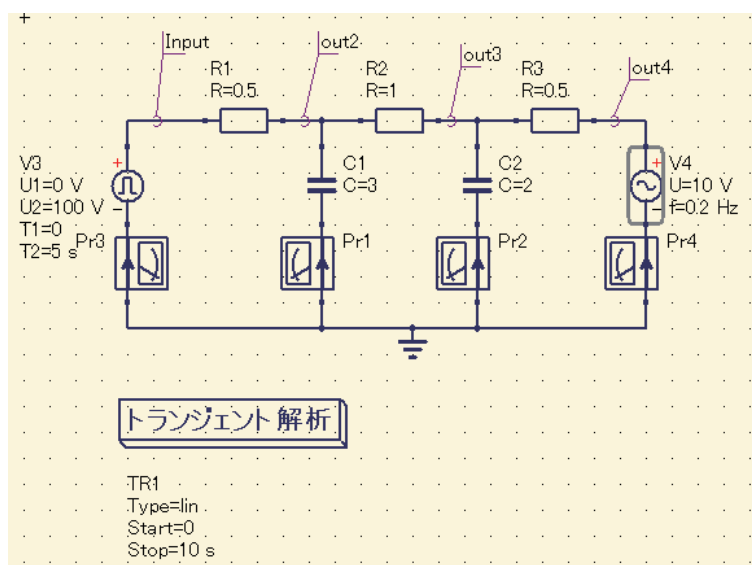 Input
out2
out3
out4
R1
R=0.5
R2
R=1
R3
R=0.5
V3
U1=0 V
U2=100 V
T1=0
T2=5 s
Pr3
C1
C=3
Pr1
C2
C=2
Pr2
V4
U=10 V
f=0.2 Hz
Pr4
トランジェント解析
TR1
Type=lin
Start=0
Stop=10 s